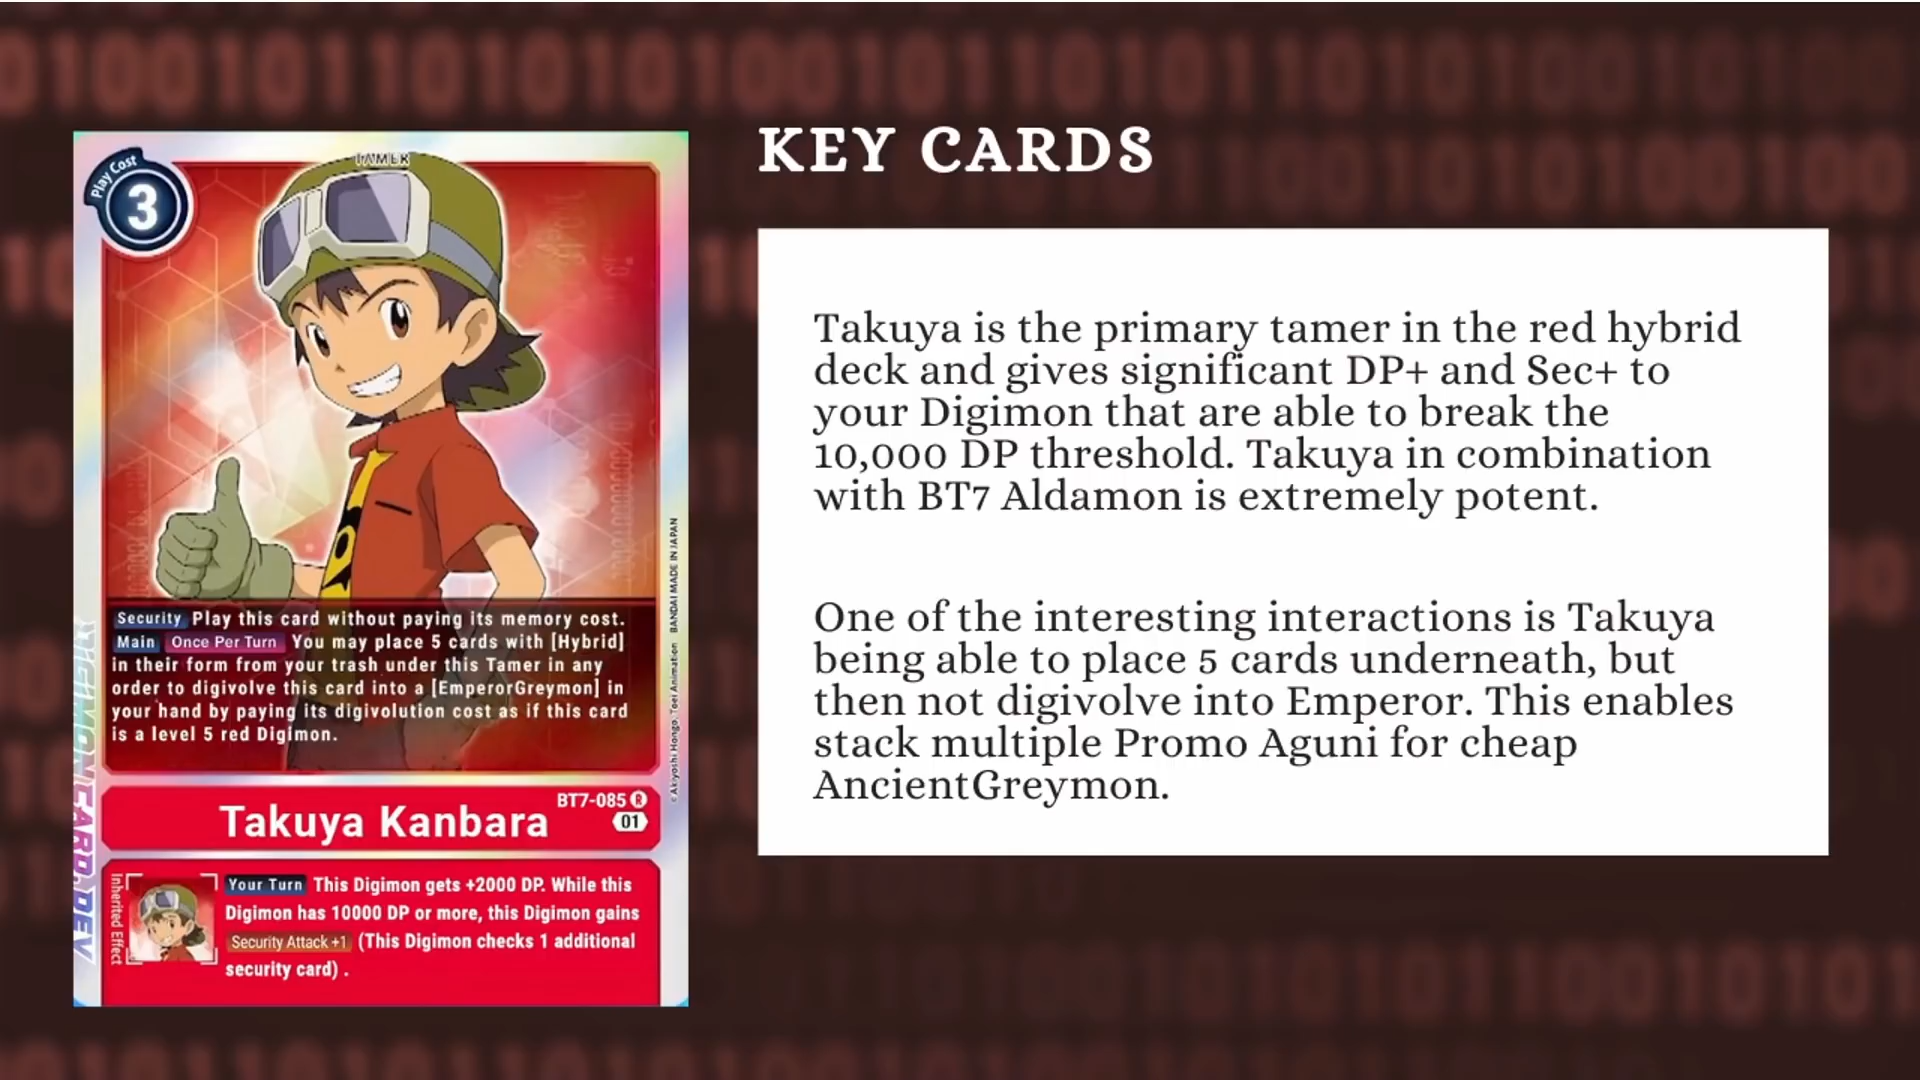 KEY CARDS
Play Cost
3
TAMER
Security Play this card without paying its memory cost.
Main Once Per Turn You may place 5 cards with [Hybrid]
in their form from your trash under this Tamer in any
order to digivolve this card into a [EmperorGreymon] in
your hand by paying its digivolution cost as if this card
is a level 5 red Digimon.
©Akiyoshi Hongo, Toei Animation BANDAI MADE IN JAPAN
BT7-085 R
Takuya Kanbara
01
DIGIMONCARD.DEV
Inherited Effect
Your Turn This Digimon gets +2000 DP. While this
Digimon has 10000 DP or more, this Digimon gains
Security Attack +1 (This Digimon checks 1 additional
security card) .
Takuya is the primary tamer in the red hybrid
deck and gives significant DP+ and Sec+ to
your Digimon that are able to break the
10,000 DP threshold. Takuya in combination
with BT7 Aldamon is extremely potent.
One of the interesting interactions is Takuya
being able to place 5 cards underneath, but
then not digivolve into Emperor. This enables
stack multiple Promo Aguni for cheap
AncientGreymon.